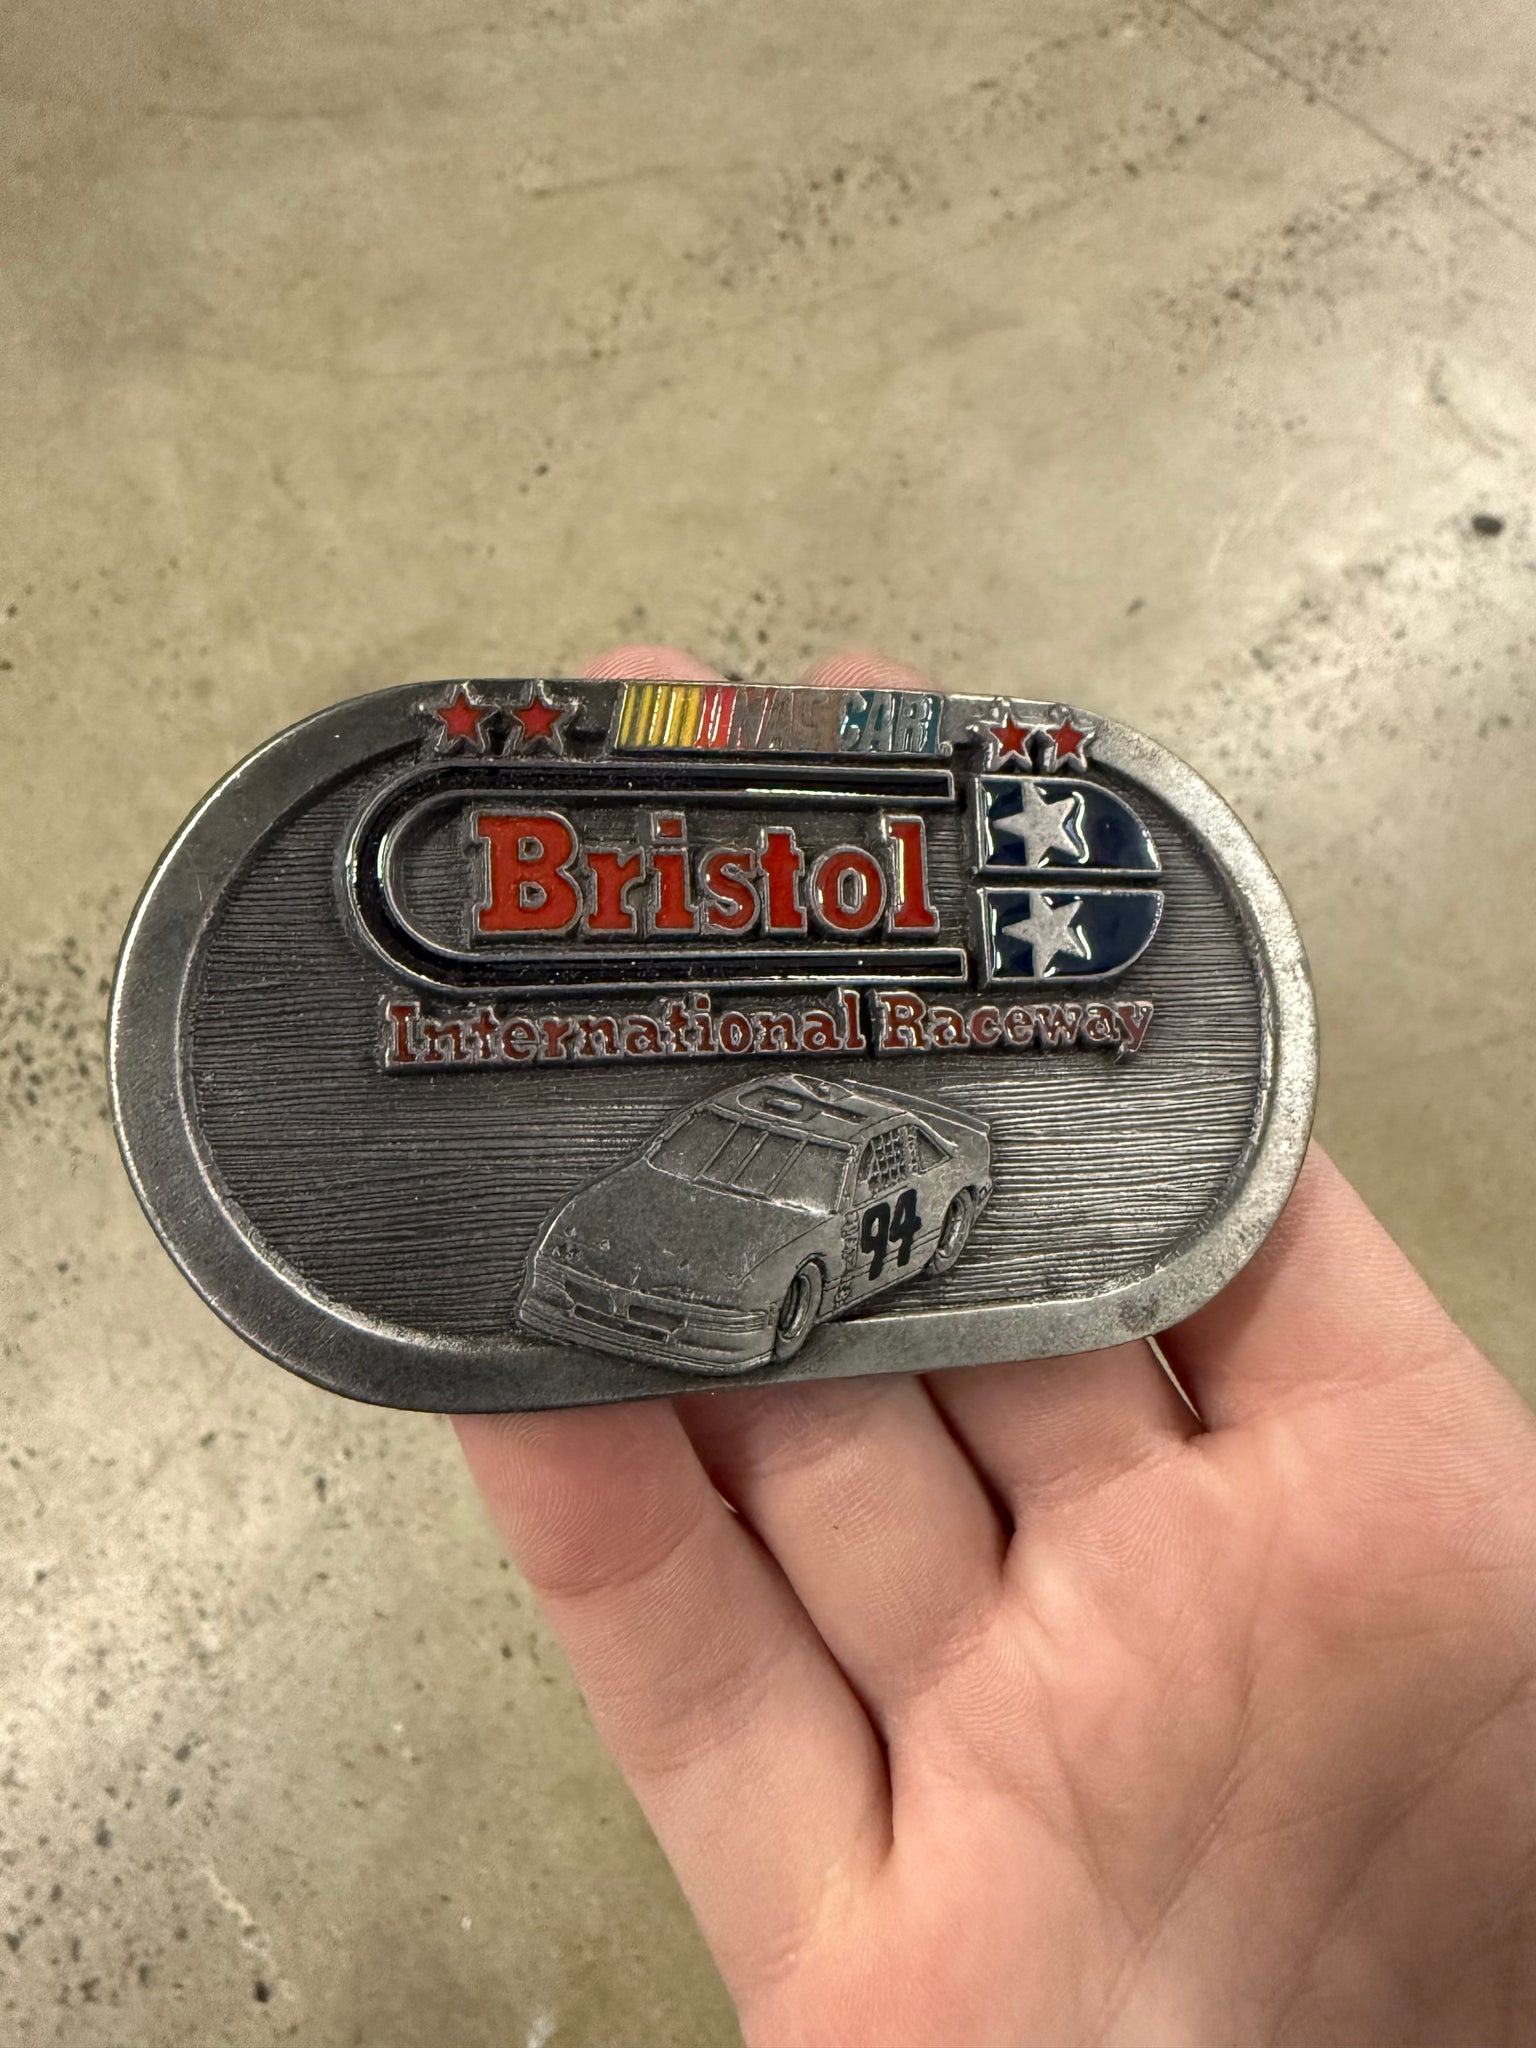 NASCAR
Bristol
International Raceway
94